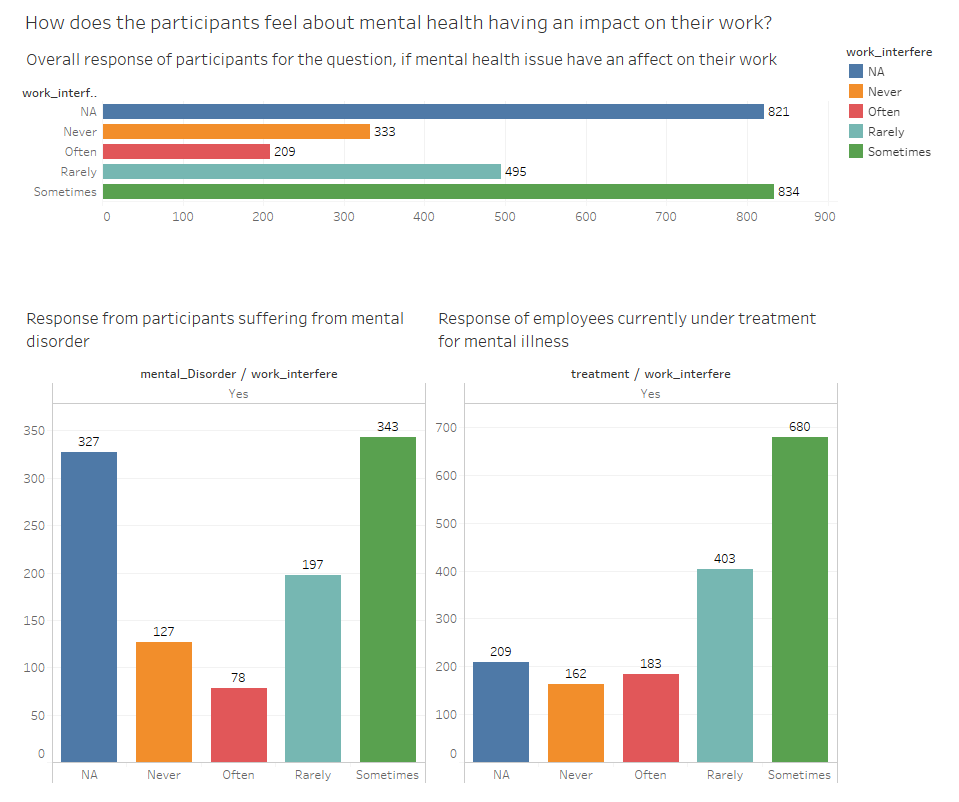 How does the participants feel about mental health having an impact on their work?
Overall response of participants for the question, if mental health issue have an affect on their work
work_interf..
NA 821
Never 333
Often 209
Rarely 495
Sometimes 834
0 100 200 300 400 500 600 700 800 900
work_interfere
NA
Never
Often
Rarely
Sometimes
Response from participants suffering from mental
disorder
mental_Disorder / work_interfere
Yes
350
300
250
200
150
100
50
0
327
127
78
197
343
NA Never Often Rarely Sometimes
Response of employees currently under treatment
for mental illness
treatment / work_interfere
Yes
700
600
500
400
300
200
100
0
209
162
183
403
680
NA Never Often Rarely Sometimes